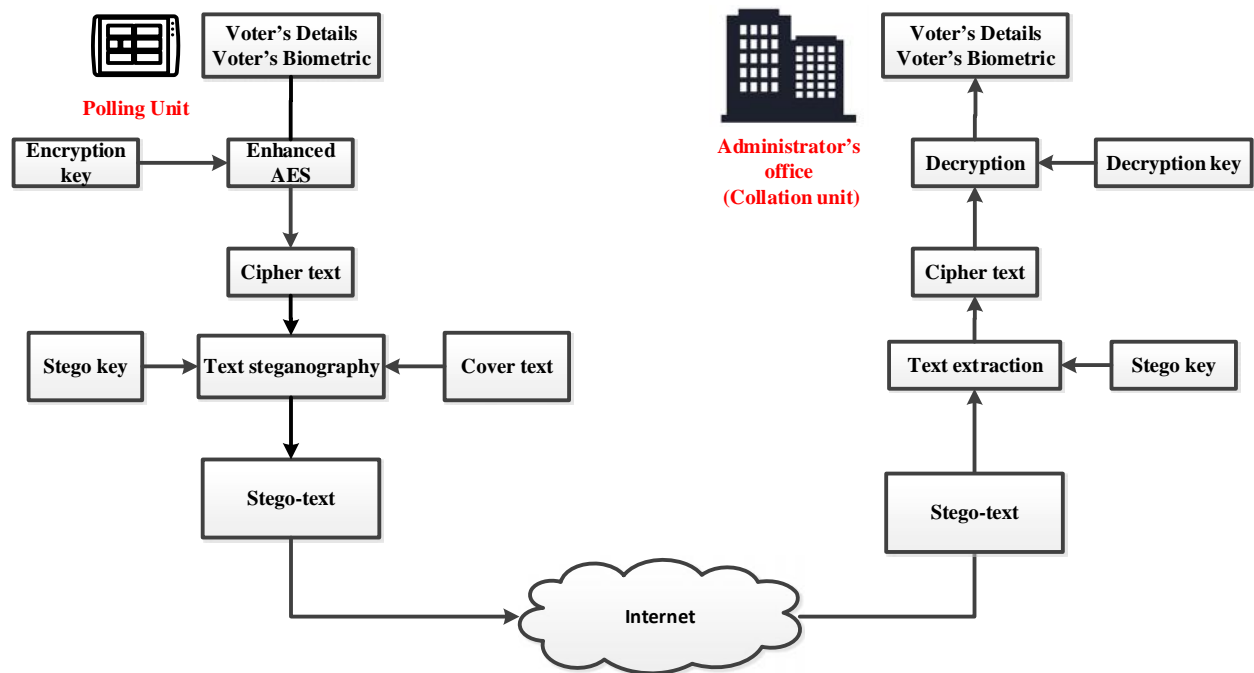 Voter's Details
Voter's Biometric
Polling Unit
Encryption
key
Enhanced
AES
Cipher text
Stego key
Text steganography
Cover text
Stego-text
Internet
Voter's Details
Voter's Biometric
Administrator's
office
(Collation unit)
Decryption
Decryption key
Cipher text
Text extraction
Stego key
Stego-text